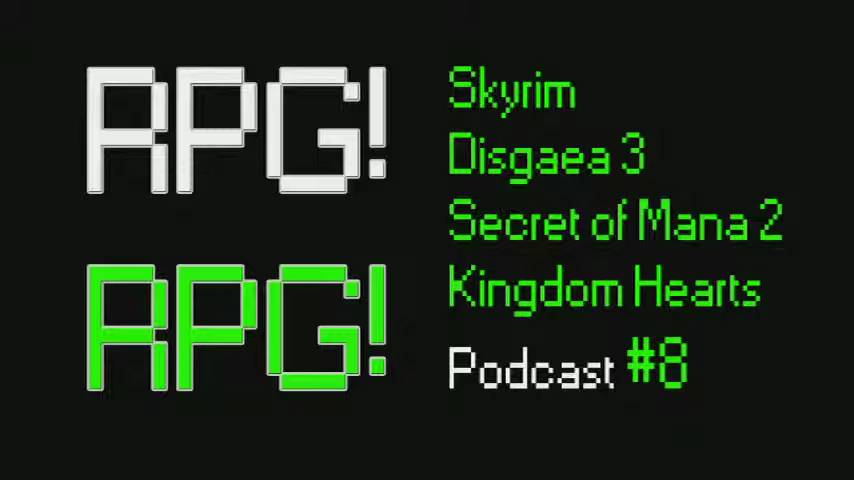 RPG!
RPG!
Skyrim
Disgaea 3
Secret of Mana 2
Kingdom Hearts
Podcast #8